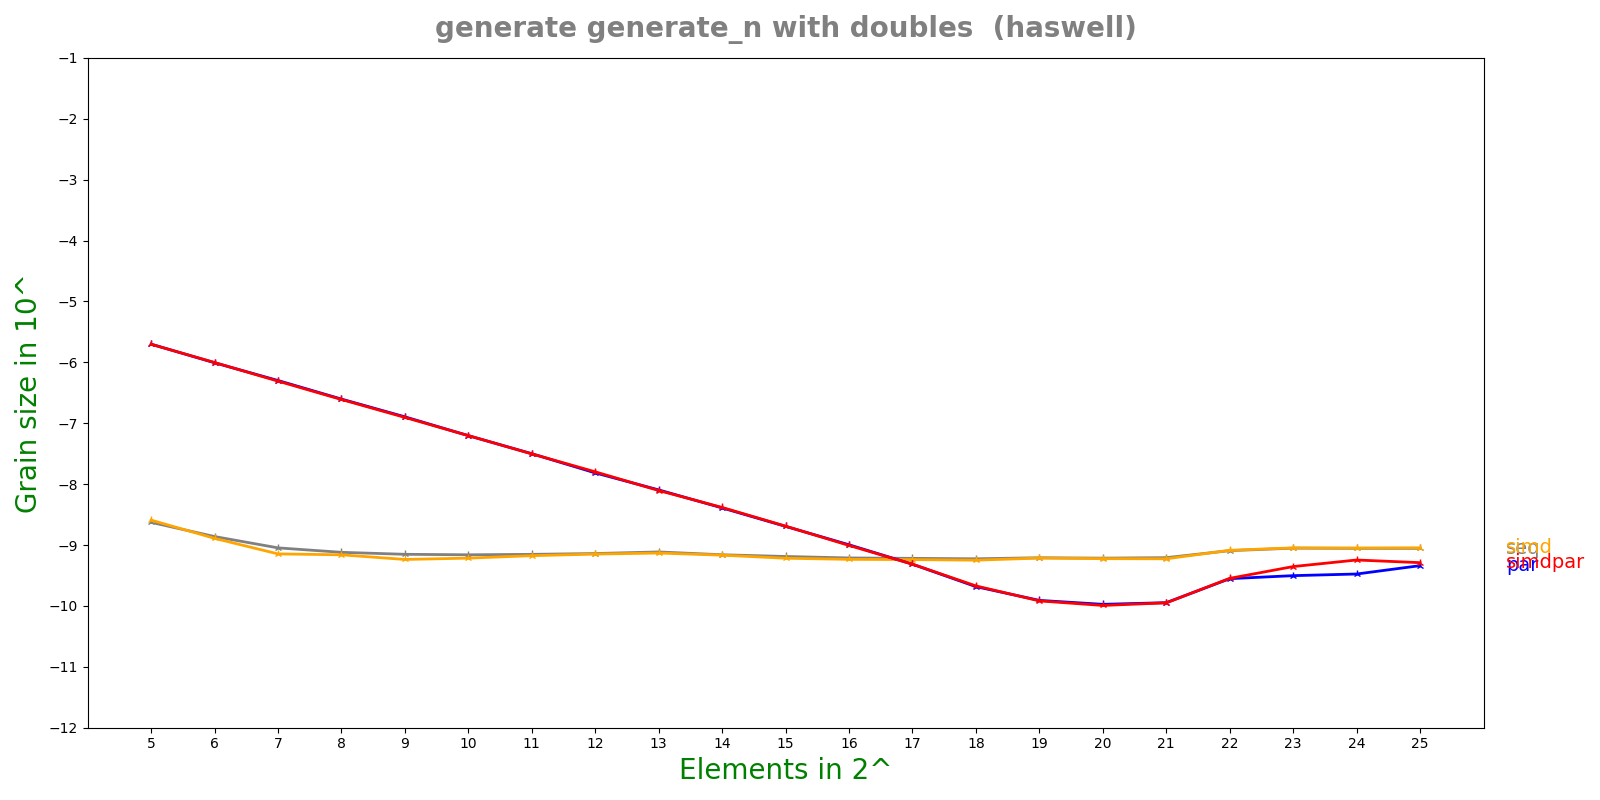 generate generate_n with doubles  (haswell)
Grain size in 10^
−1
−2
−3
−4
−5
−6
−7
−8
−9
−10
−11
−12
5 6 7 8 9 10 11 12 13 14 15 16 17 18 19 20 21 22 23 24 25
Elements in 2^
simd
simdpar
par